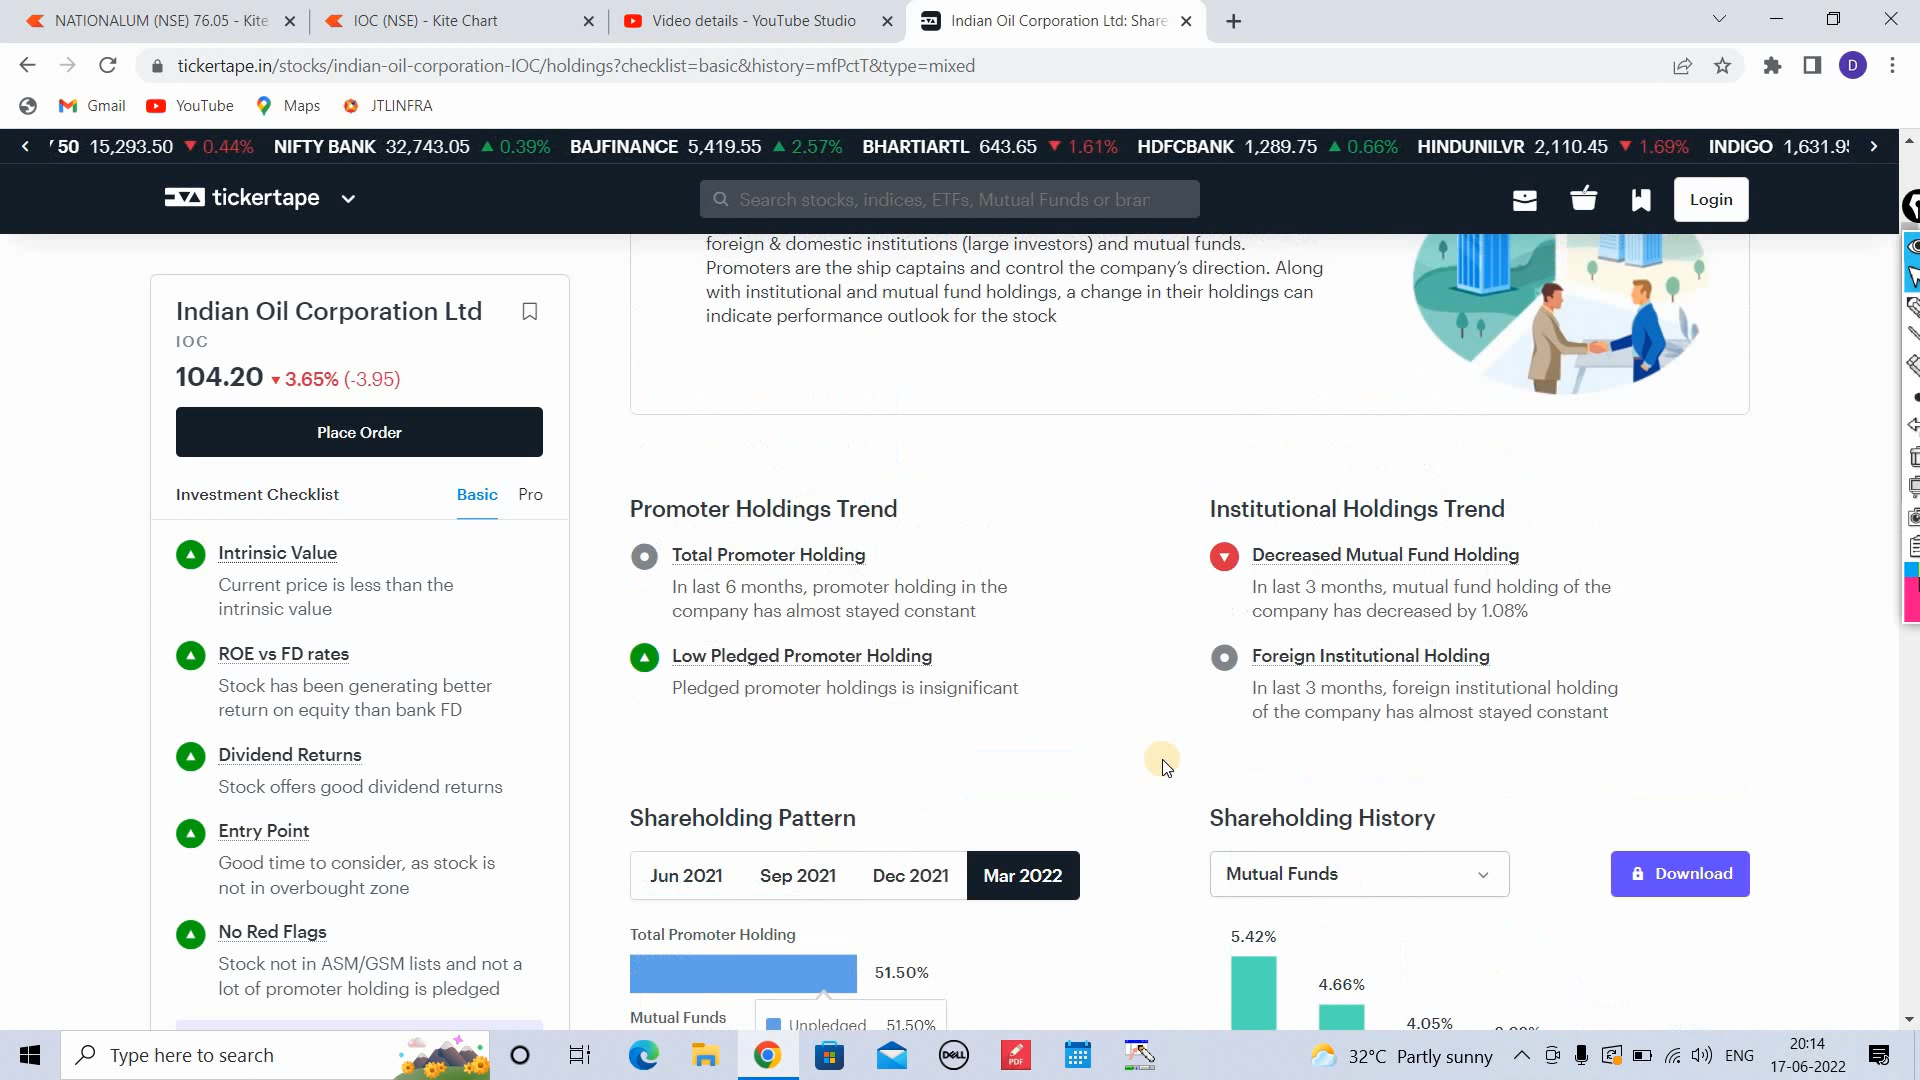 NATIONALUM (NSE) 76.05 - Kite
IOC (NSE) - Kite Chart
Video details - YouTube Studio
Indian Oil Corporation Ltd: Share
tickertape.in/stocks/indian-oil-corporation-IOC/holdings?checklist=basic&history=mfPctT&type=mixed
D
Gmail
YouTube
Maps
JTLINFRA
50 15,293.50 ▼ 0.44% NIFTY BANK 32,743.05 ▲ 0.39% BAJFINANCE 5,419.55 ▲ 2.57% BHARTIARTL 643.65 ▼ 1.61% HDFCBANK 1,289.75 ▲ 0.66% HINDUNILVR 2,110.45 ▼ 1.69% INDIGO 1,631.9
tickertape
Search stocks, indices, ETFs, Mutual Funds or brar
Login
foreign & domestic institutions (large investors) and mutual funds.
Promoters are the ship captains and control the company's direction. Along
with institutional and mutual fund holdings, a change in their holdings can
indicate performance outlook for the stock
Indian Oil Corporation Ltd
IOC
104.20 ▼ 3.65% (-3.95)
Place Order
Investment Checklist
Basic
Pro
Intrinsic Value
Current price is less than the
intrinsic value
ROE vs FD rates
Stock has been generating better
return on equity than bank FD
Dividend Returns
Stock offers good dividend returns
Entry Point
Good time to consider, as stock is
not in overbought zone
No Red Flags
Stock not in ASM/GSM lists and not a
lot of promoter holding is pledged
Promoter Holdings Trend
Total Promoter Holding
In last 6 months, promoter holding in the
company has almost stayed constant
Low Pledged Promoter Holding
Pledged promoter holdings is insignificant
Institutional Holdings Trend
Decreased Mutual Fund Holding
In last 3 months, mutual fund holding of the
company has decreased by 1.08%
Foreign Institutional Holding
In last 3 months, foreign institutional holding
of the company has almost stayed constant
Shareholding Pattern
Jun 2021
Sep 2021
Dec 2021
Mar 2022
Total Promoter Holding
51.50%
Mutual Funds
Unpledged 51.50%
Shareholding History
Mutual Funds
Download
5.42%
4.66%
4.05%
Type here to search
DELL
PDF
32°C Partly sunny
ENG
20:14
17-06-2022